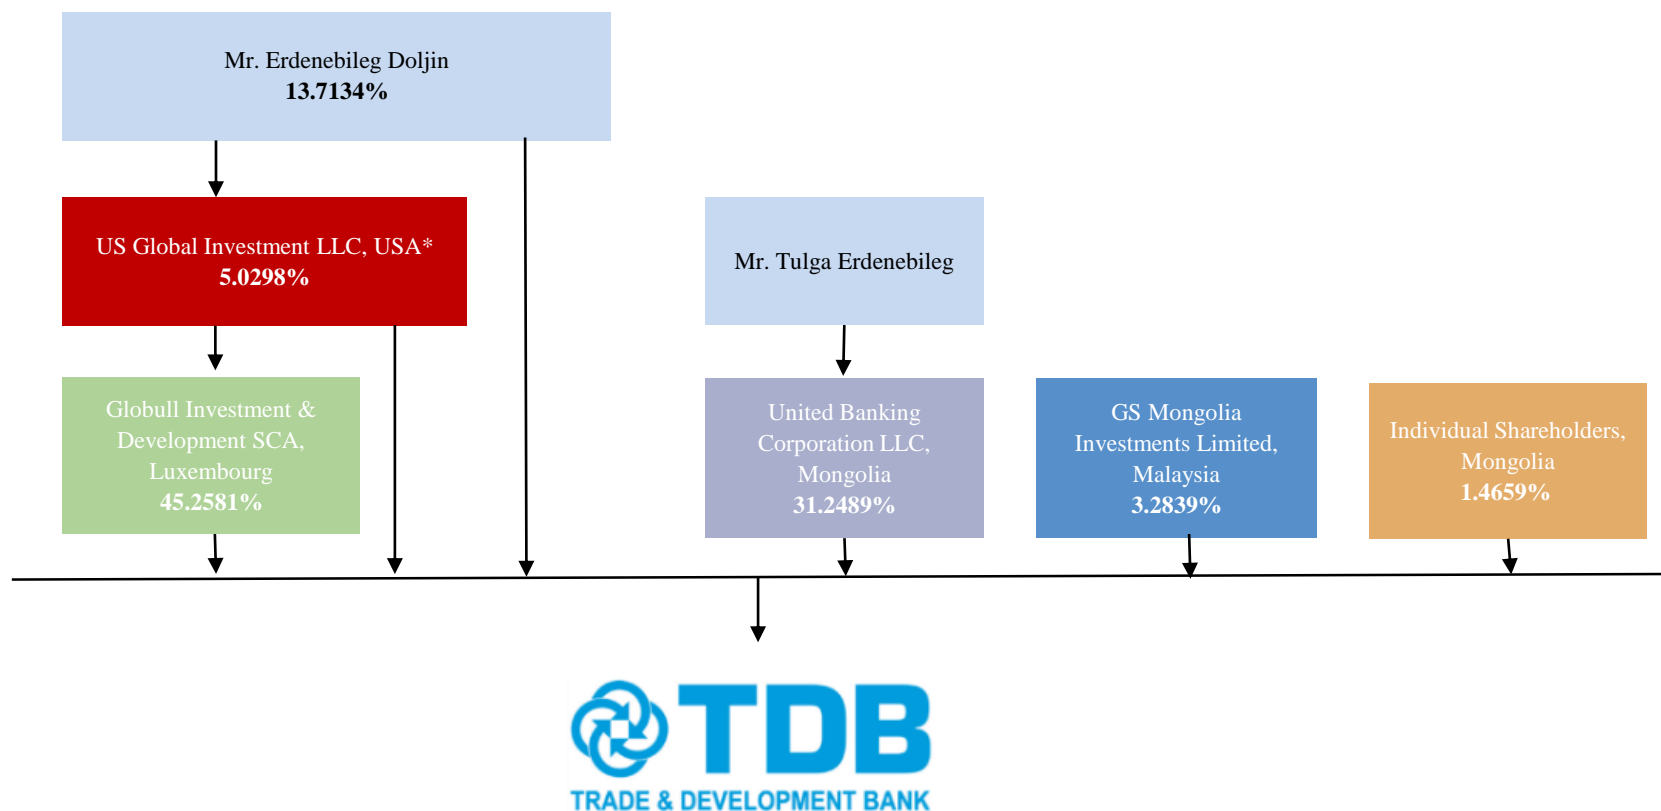 Mr. Erdenebileg Doljin
13.7134%
US Global Investment LLC, USA*
5.0298%
Mr. Tulga Erdenebileg
Globull Investment &
Development SCA,
Luxembourg
45.2581%
United Banking
Corporation LLC,
Mongolia
31.2489%
GS Mongolia
Investments Limited,
Malaysia
3.2839%
Individual Shareholders,
Mongolia
1.4659%
TDB
TRADE & DEVELOPMENT BANK